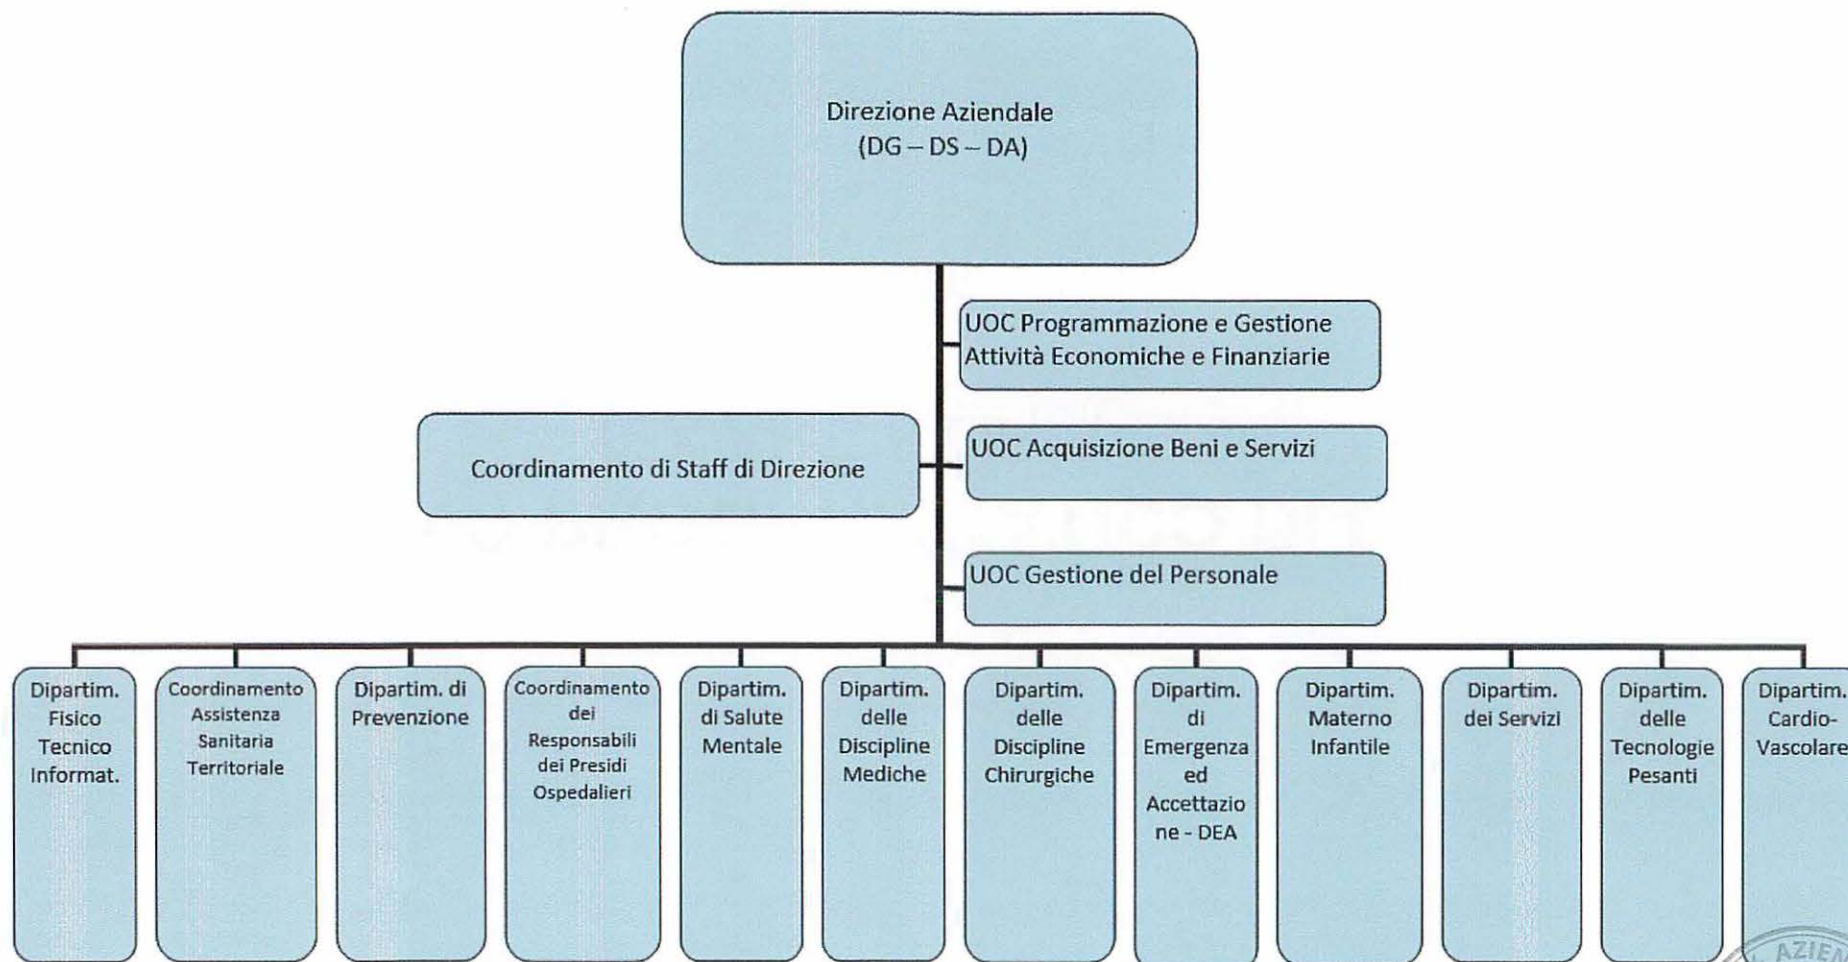 Direzione Aziendale
(DG – DS – DA)
UOC Programmazione e Gestione
Attività Economiche e Finanziarie
Coordinamento di Staff di Direzione
UOC Acquisizione Beni e Servizi
UOC Gestione del Personale
Dipartim.
Fisico
Tecnico
Informat.
Coordinamento
Assistenza
Sanitaria
Territoriale
Dipartim. di
Prevenzione
Coordinamento
dei
Responsabili
dei Presidi
Ospedalieri
Dipartim.
di Salute
Mentale
Dipartim.
delle
Discipline
Mediche
Dipartim.
delle
Discipline
Chirurgiche
Dipartim.
di
Emergenza
ed
Accettazio
ne - DEA
Dipartim.
Materno
Infantile
Dipartim.
dei Servizi
Dipartim.
delle
Tecnologie
Pesanti
Dipartim.
Cardio-
Vascolare